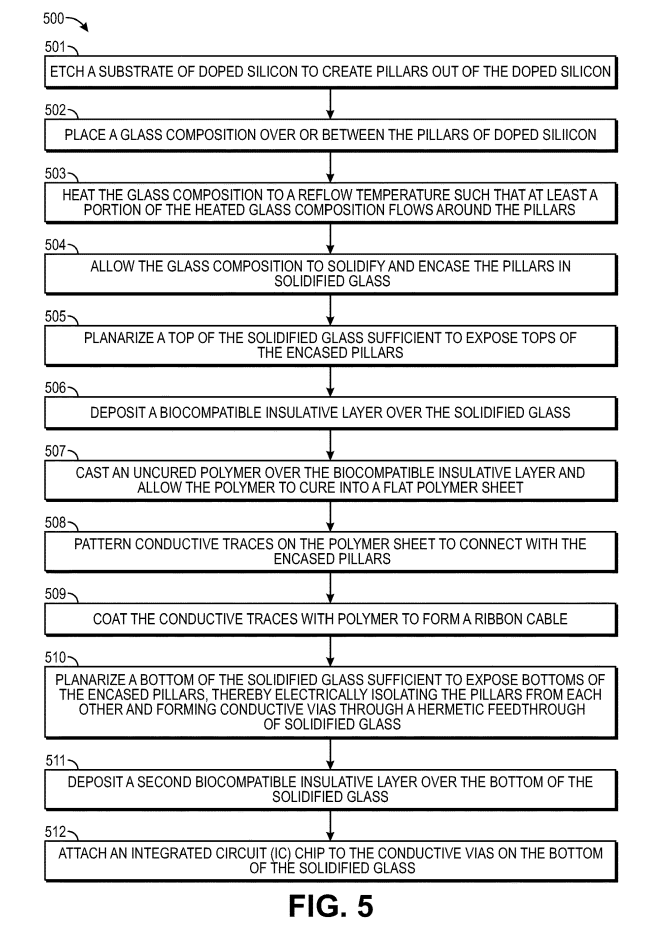 500
501
ETCH A SUBSTRATE OF DOPED SILICON TO CREATE PILLARS OUT OF THE DOPED SILICON
502
PLACE A GLASS COMPOSITION OVER OR BETWEEN THE PILLARS OF DOPED SILIICON
503
HEAT THE GLASS COMPOSITION TO A REFLOW TEMPERATURE SUCH THAT AT LEAST A
PORTION OF THE HEATED GLASS COMPOSITION FLOWS AROUND THE PILLARS
504
ALLOW THE GLASS COMPOSITION TO SOLIDIFY AND ENCASE THE PILLARS IN
SOLIDIFIED GLASS
505
PLANARIZE A TOP OF THE SOLIDIFIED GLASS SUFFICIENT TO EXPOSE TOPS OF
THE ENCASED PILLARS
506
DEPOSIT A BIOCOMPATIBLE INSULATIVE LAYER OVER THE SOLIDIFIED GLASS
507
CAST AN UNCURED POLYMER OVER THE BIOCOMPATIBLE INSULATIVE LAYER AND
ALLOW THE POLYMER TO CURE INTO A FLAT POLYMER SHEET
508
PATTERN CONDUCTIVE TRACES ON THE POLYMER SHEET TO CONNECT WITH THE
ENCASED PILLARS
509
COAT THE CONDUCTIVE TRACES WITH POLYMER TO FORM A RIBBON CABLE
510
PLANARIZE A BOTTOM OF THE SOLIDIFIED GLASS SUFFICIENT TO EXPOSE BOTTOMS OF
THE ENCASED PILLARS, THEREBY ELECTRICALLY ISOLATING THE PILLARS FROM EACH
OTHER AND FORMING CONDUCTIVE VIAS THROUGH A HERMETIC FEEDTHROUGH
OF SOLIDIFIED GLASS
511
DEPOSIT A SECOND BIOCOMPATIBLE INSULATIVE LAYER OVER THE BOTTOM OF THE
SOLIDIFIED GLASS
512
ATTACH AN INTEGRATED CIRCUIT (IC) CHIP TO THE CONDUCTIVE VIAS ON THE BOTTOM
OF THE SOLIDIFIED GLASS
FIG. 5